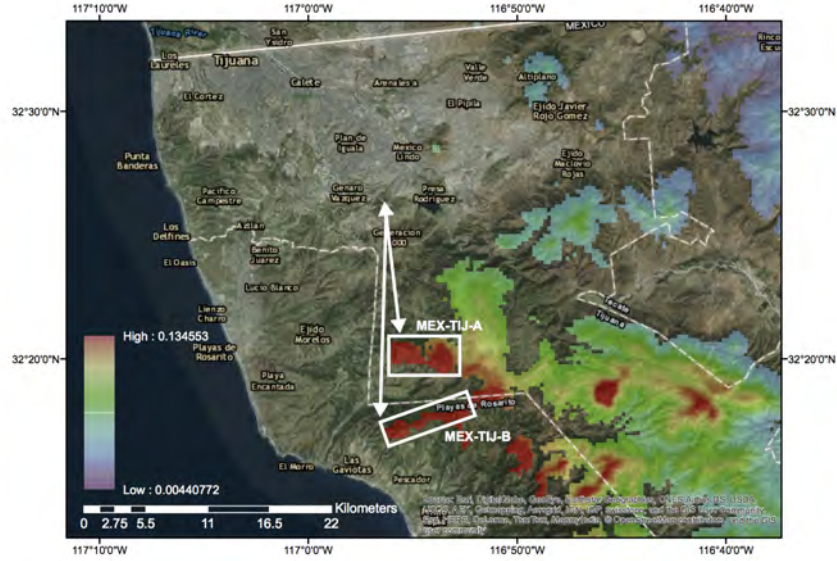 117°10'0"W 117°0'0"W 116°50'0"W 116°40'0"W
MEXICO
Tijuana River
San
Ysidro
Los
Laureles
Tijuana
Valle
Verde
Calete
Arenales
Altiplano
El Cortez
El Pipila
Ejido Javier
Rojo Gomez
32°30'0"N 32°30'0"N
Plan de
Iguala
Mexico
Lindo
Punta
Banderas
Ejido
Maclovio
Rojas
Pacifico
Campestre
Genaro
Vazquez
Presa
Rodriguez
Los
Delfines
Aztlán
Generacion
Benito
Juarez
El Oasis
Lucio Blanco
Tecate
Tijuana
Lienzo
Charro
Ejido
Morelos
MEX-TIJ-A
High : 0.134553
32°20'0"N 32°20'0"N
Playas de
Rosarito
Playa
Encantada
Playas de Rosarito
MEX-TIJ-B
El Morro
Las
Gaviotas
Pescador
Low : 0.00440772
Kilometers
0 2.75 5.5 11 16.5 22
117°10'0"W 117°0'0"W 116°50'0"W 116°40'0"W